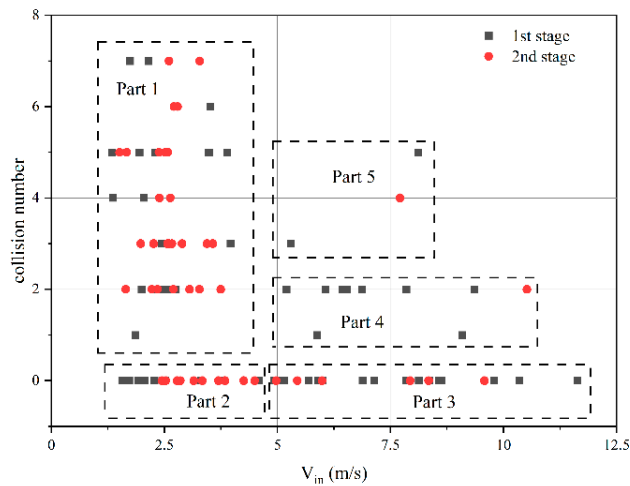 8
6
4
2
0
collision number
1st stage
2nd stage
Part 1
Part 5
Part 4
Part 2
Part 3
0
2.5
5
7.5
10
12.5
V_in (m/s)